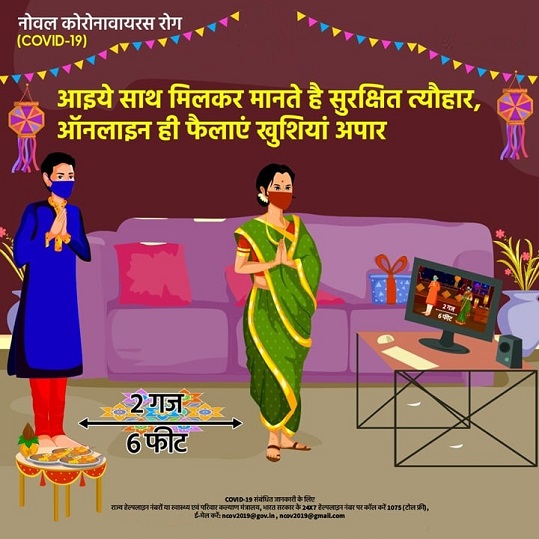 नोवल कोरोनावायरस रोग
(COVID-19)
आइये साथ मिलकर मानते है सुरक्षित त्यौहार,
ऑनलाइन ही फैलाएं खुशियां अपार
2 गज
6 फीट
2 गज
6 फीट
COVID-19 संबंधित जानकारी के लिए
राज्य हेल्पलाइन नंबरों या स्वास्थ्य एवं परिवार कल्याण मंत्रालय, भारत सरकार के 24X7 हेल्पलाइन नंबर पर कॉल करें 1075 (टोल फ्री),
ई-मेल करें: ncov2019@gov.in , ncov2019@gmail.com